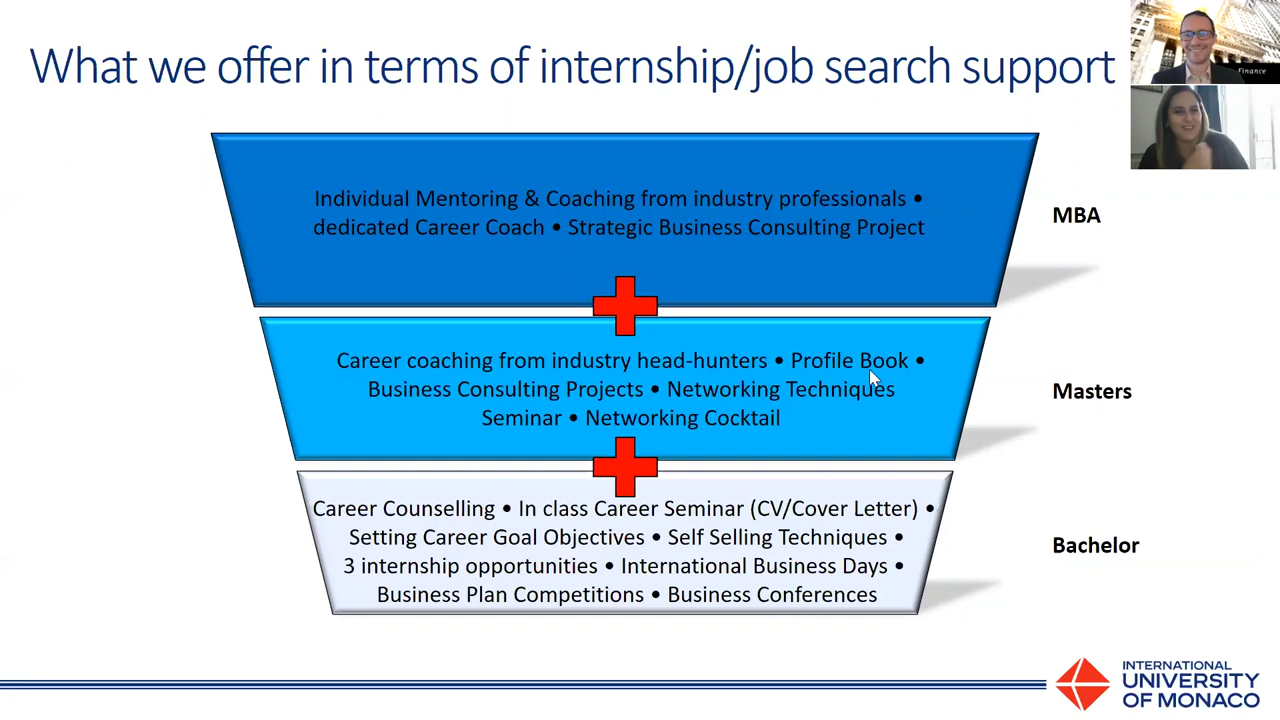 What we offer in terms of internship/job search support
Finance
Individual Mentoring & Coaching from industry professionals •
dedicated Career Coach • Strategic Business Consulting Project
MBA
Career coaching from industry head-hunters • Profile Book •
Business Consulting Projects • Networking Techniques
Seminar • Networking Cocktail
Masters
Career Counselling • In class Career Seminar (CV/Cover Letter) •
Setting Career Goal Objectives • Self Selling Techniques •
3 internship opportunities • International Business Days •
Business Plan Competitions • Business Conferences
Bachelor
INTERNATIONAL
UNIVERSITY
OF MONACO